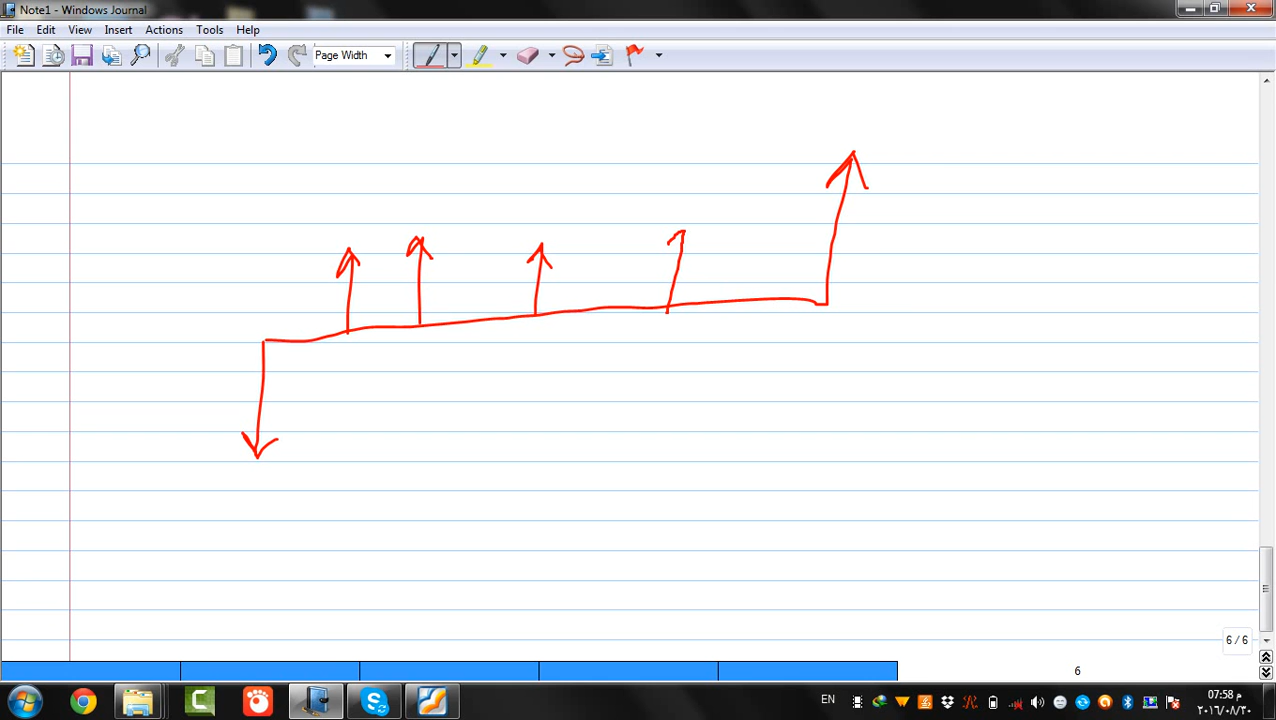 Note1 - Windows Journal
File Edit View Insert Actions Tools Help
Page Width
6 / 6
6
EN
م 07:58
٢٠١٦/٠٨/٣٠